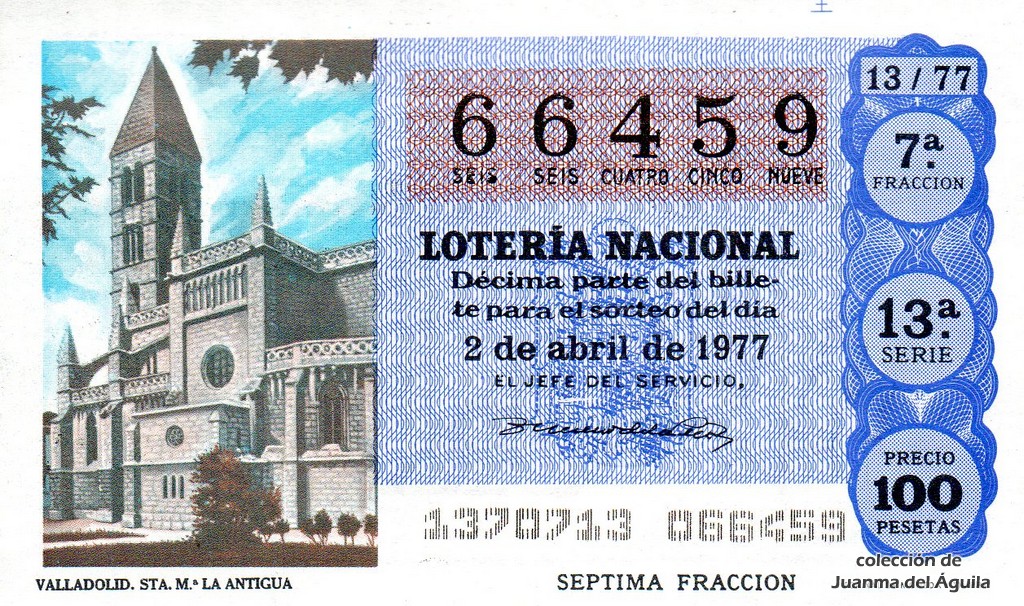 13 / 77
66459
SEIS SEIS CUATRO CINCO NUEVE
7ª.
FRACCION
LOTERÍA NACIONAL
Décima parte del bille-
te para el sorteo del día
2 de abril de 1977
EL JEFE DEL SERVICIO,
13ª.
SERIE
PRECIO
100
PESETAS
1370713 066459
colección de
Juanma del Águila
VALLADOLID. STA. M.ª LA ANTIGUA
SEPTIMA FRACCION